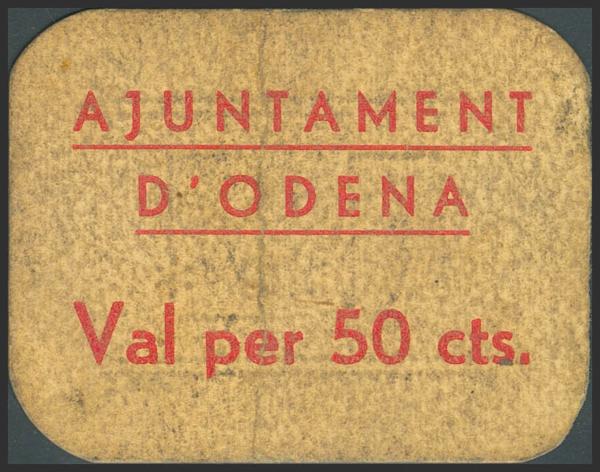 AJUNTAMENT
D'ODENA
Val per 50 cts.